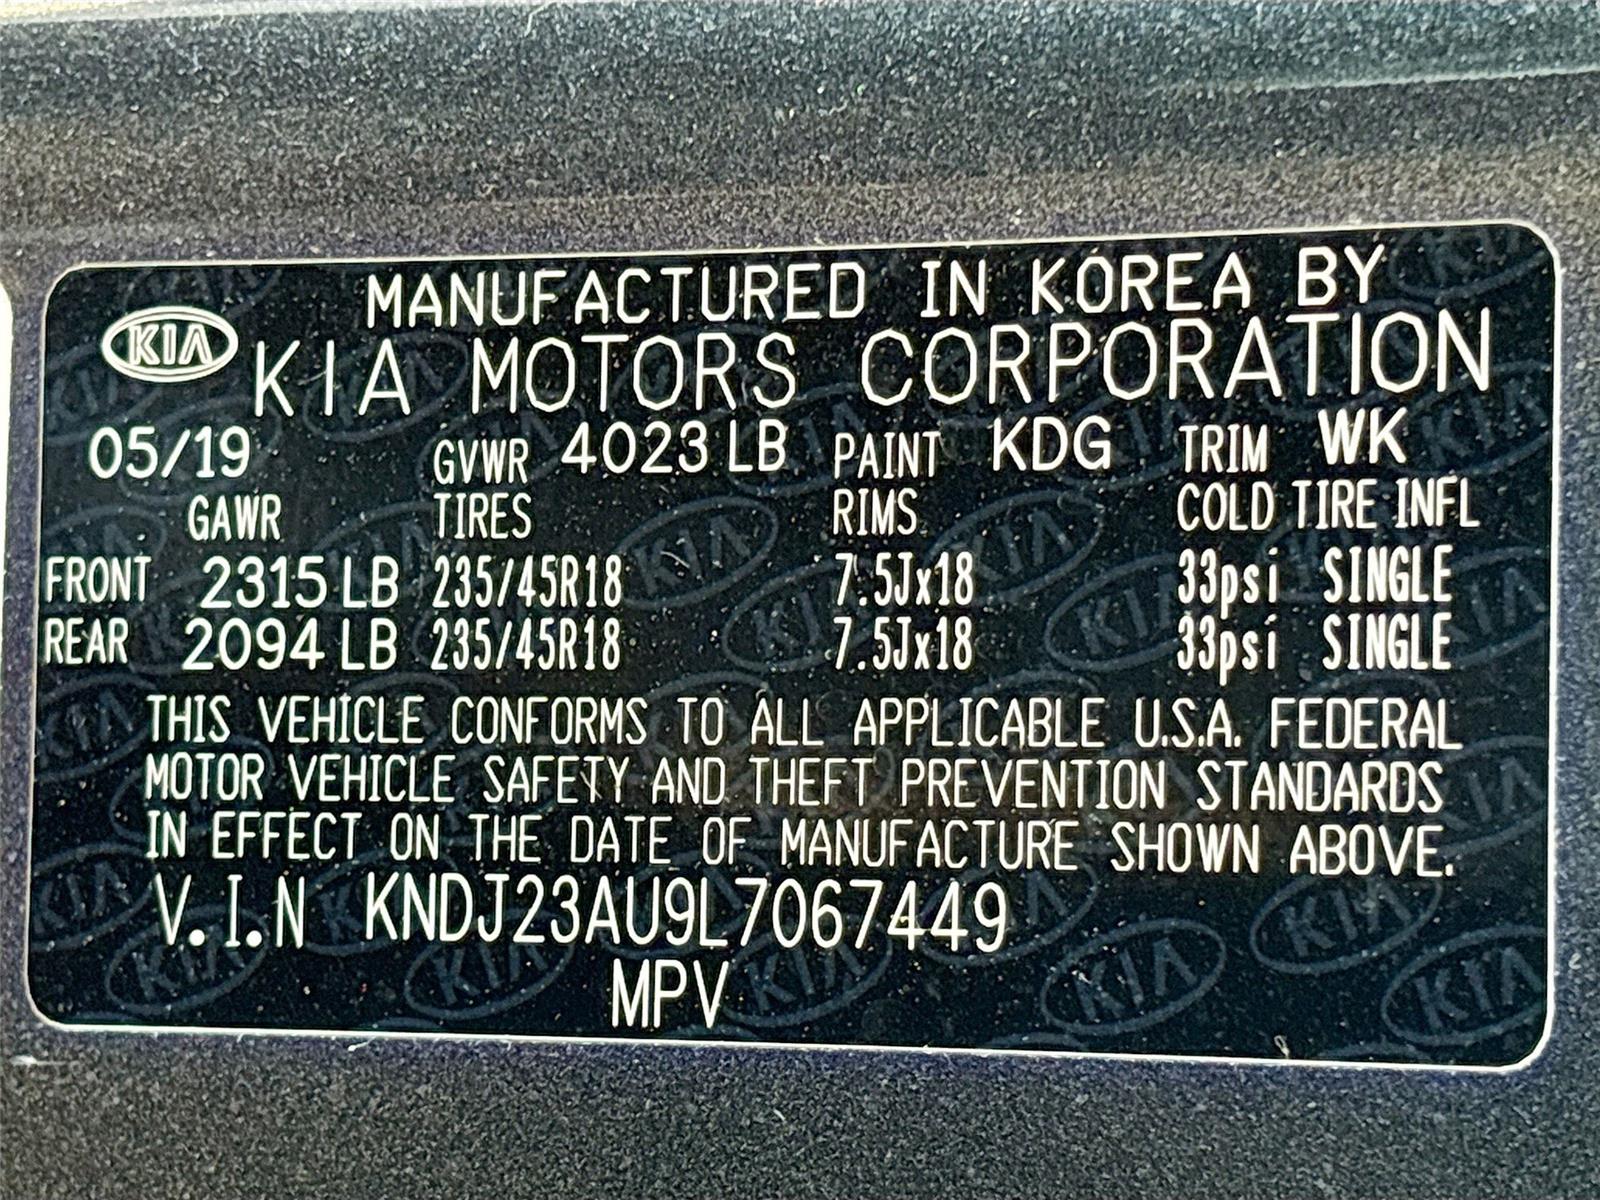 MANUFACTURED IN KOREA BY
KIA KIA MOTORS CORPORATION
05/19 GVWR 4023 LB PAINT KDG TRIM WK
GAWR TIRES RIMS COLD TIRE INFL
FRONT 2315 LB 235/45R18 7.5Jx18 33psi SINGLE
REAR 2094 LB 235/45R18 7.5Jx18 33psi SINGLE
THIS VEHICLE CONFORMS TO ALL APPLICABLE U.S.A. FEDERAL
MOTOR VEHICLE SAFETY AND THEFT PREVENTION STANDARDS
IN EFFECT ON THE DATE OF MANUFACTURE SHOWN ABOVE.
V.I.N KNDJ23AU9L7067449
MPV